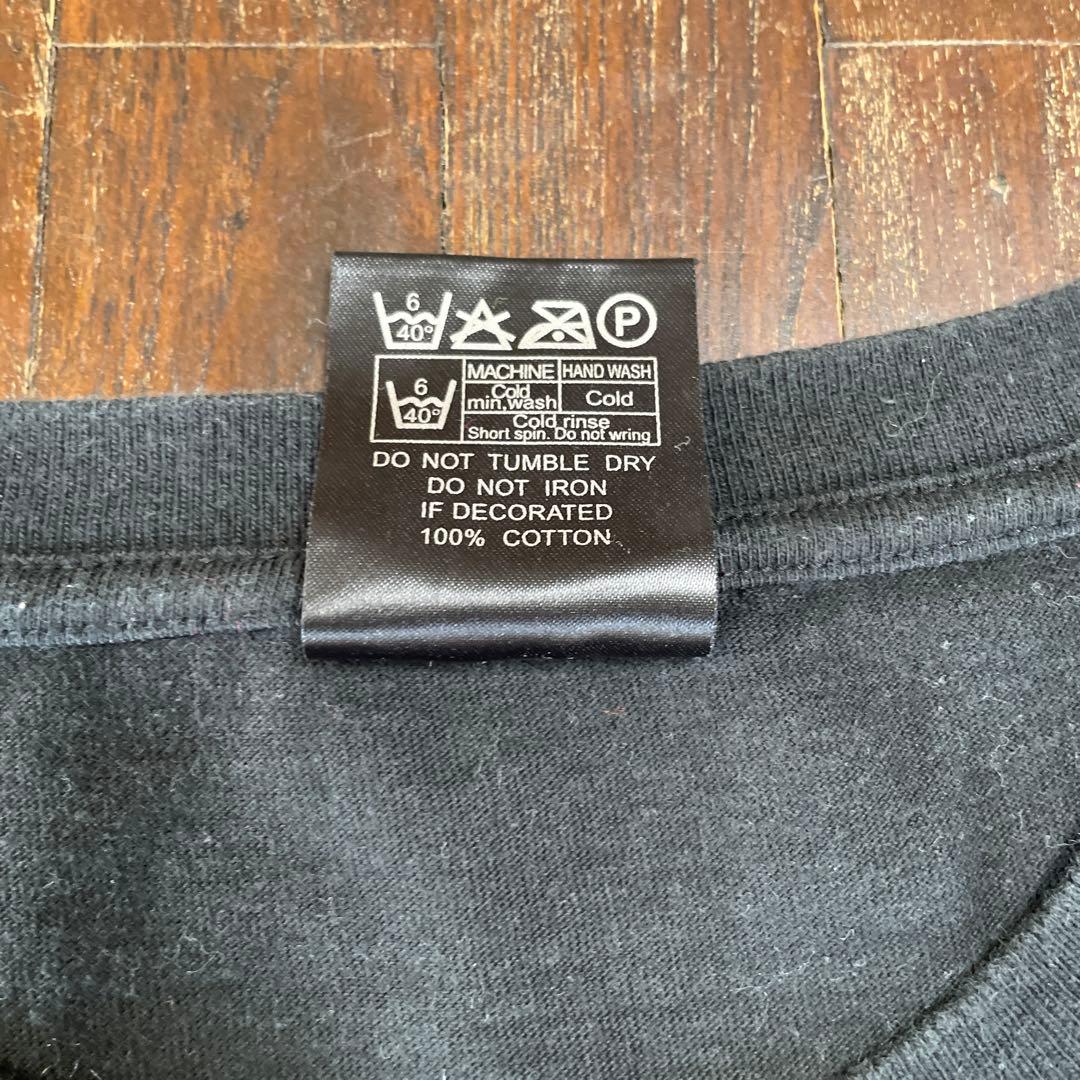 6 40° P
6 40° MACHINE HAND WASH
Cold min,wash Cold
Cold rinse
Short spin. Do not wring
DO NOT TUMBLE DRY
DO NOT IRON
IF DECORATED
100% COTTON